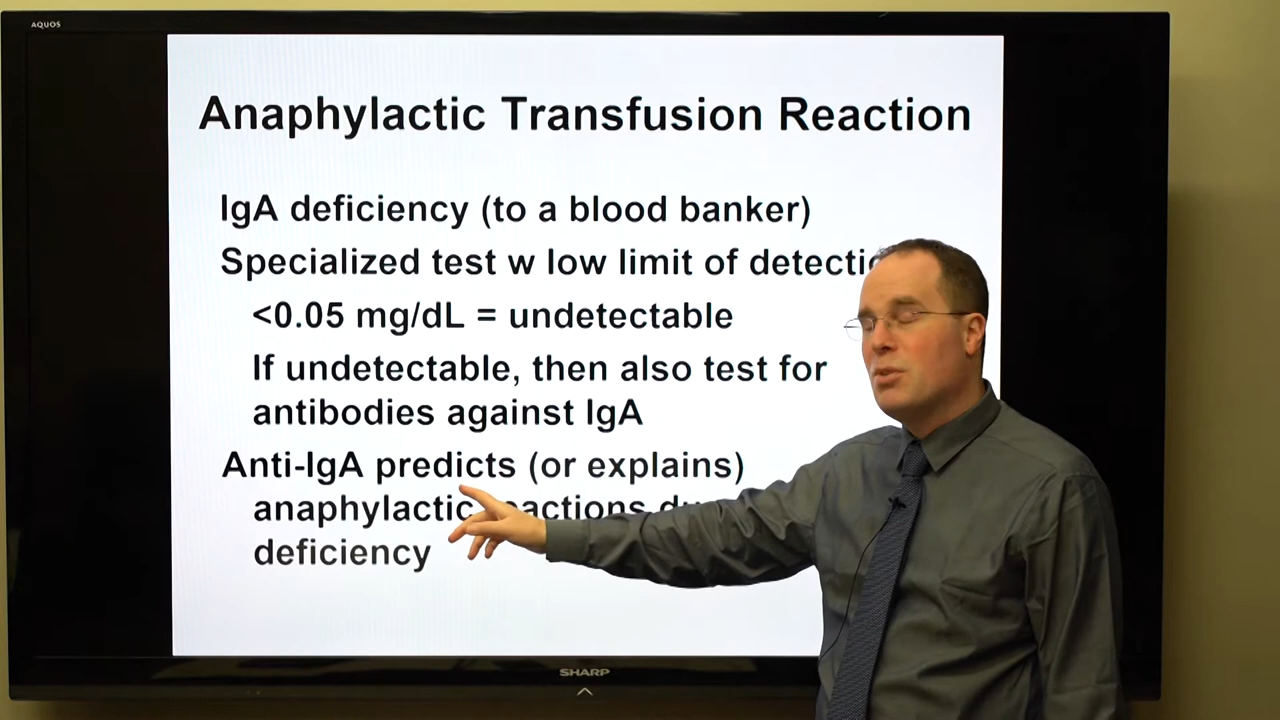 AQUOS
Anaphylactic Transfusion Reaction
IgA deficiency (to a blood banker)
Specialized test w low limit of
<0.05 mg/dL = undetectable
If undetectable, then also test for
antibodies against IgA
Anti-IgA predicts (or explains)
anaphylactic reactions
deficiency
SHARP